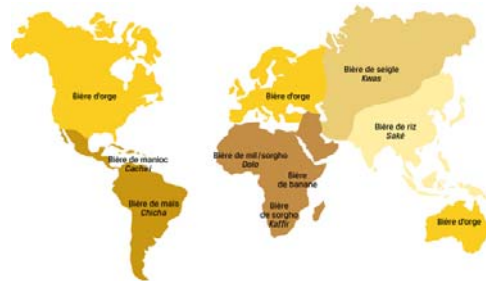 Bière d'orge
Bière de manioc
Cachai
Bière de maïs
Chicha
Bière d'orge
Bière de seigle
Kwas
Bière de riz
Saké
Bière de mil/sorgho
Dolo
Bière
de banane
Bière
de sorgho
Kaffir
Bière d'orge